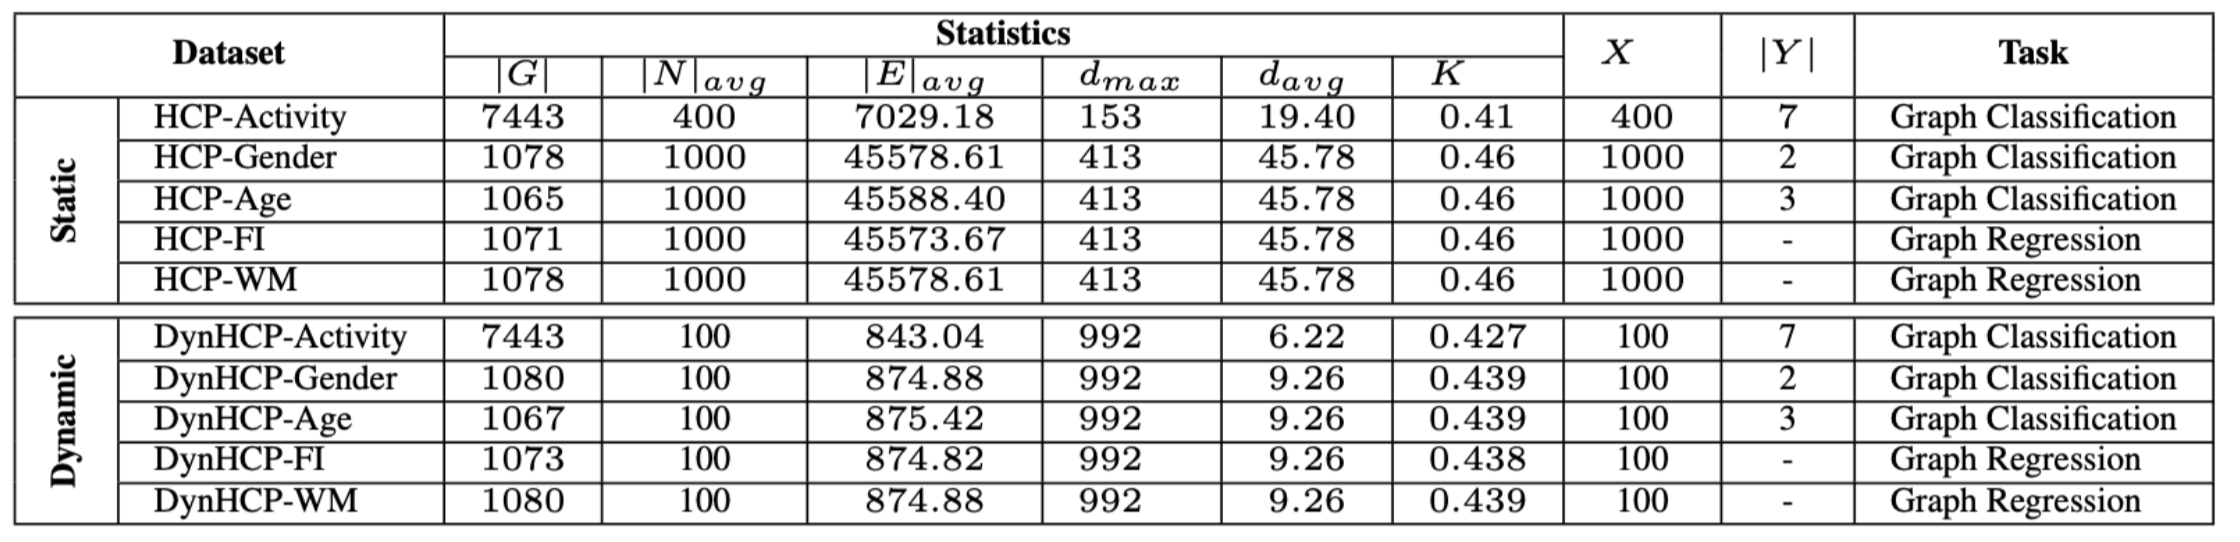 Dataset Statistics X |Y| Task
|G| |N|avg |E|avg dmax davg K
Static
HCP-Activity 7443 400 7029.18 153 19.40 0.41 400 7 Graph Classification
HCP-Gender 1078 1000 45578.61 413 45.78 0.46 1000 2 Graph Classification
HCP-Age 1065 1000 45588.40 413 45.78 0.46 1000 3 Graph Classification
HCP-FI 1071 1000 45573.67 413 45.78 0.46 1000 - Graph Regression
HCP-WM 1078 1000 45578.61 413 45.78 0.46 1000 - Graph Regression
Dynamic
DynHCP-Activity 7443 100 843.04 992 6.22 0.427 100 7 Graph Classification
DynHCP-Gender 1080 100 874.88 992 9.26 0.439 100 2 Graph Classification
DynHCP-Age 1067 100 875.42 992 9.26 0.439 100 3 Graph Classification
DynHCP-FI 1073 100 874.82 992 9.26 0.438 100 - Graph Regression
DynHCP-WM 1080 100 874.88 992 9.26 0.439 100 - Graph Regression